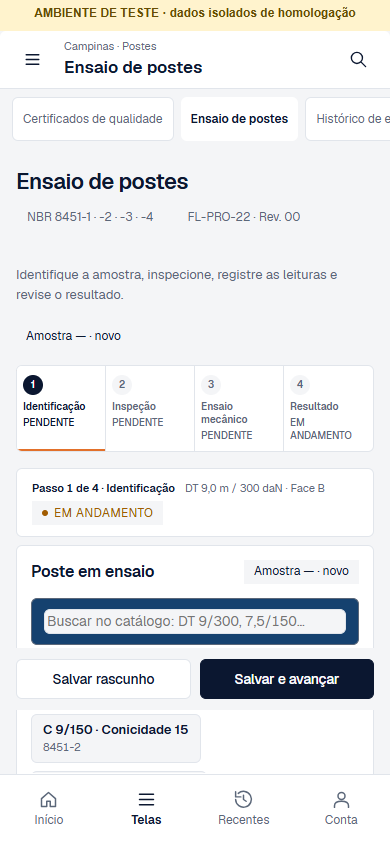 AMBIENTE DE TESTE · dados isolados de homologação
Campinas · Postes
Ensaio de postes
Certificados de qualidade
Ensaio de postes
Histórico de e
Ensaio de postes
NBR 8451-1 · -2 · -3 · -4
FL-PRO-22 · Rev. 00
Identifique a amostra, inspecione, registre as leituras e
revise o resultado.
Amostra — · novo
1
Identificação
PENDENTE
2
Inspeção
PENDENTE
3
Ensaio
mecânico
PENDENTE
4
Resultado
EM
ANDAMENTO
Passo 1 de 4 · Identificação
DT 9,0 m / 300 daN · Face B
EM ANDAMENTO
Poste em ensaio
Amostra — · novo
Buscar no catálogo: DT 9/300, 7,5/150...
Salvar rascunho
Salvar e avançar
C 9/150 · Conicidade 15
8451-2
Início
Telas
Recentes
Conta